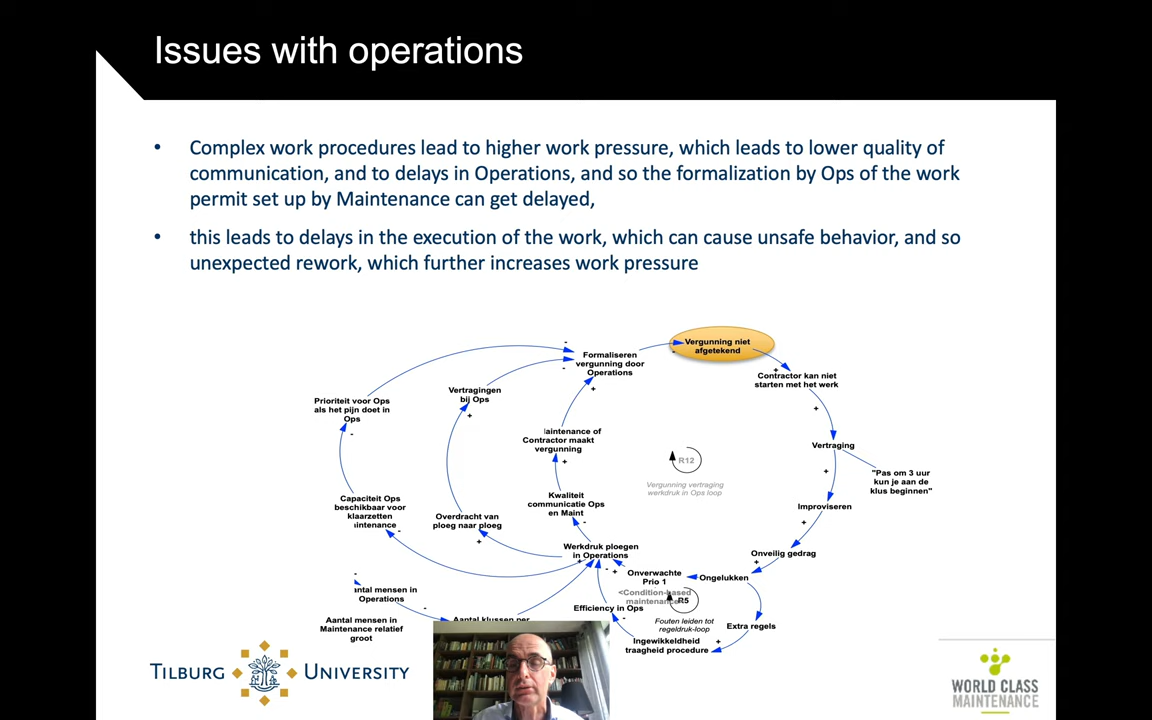 Issues with operations
• Complex work procedures lead to higher work pressure, which leads to lower quality of
communication, and to delays in Operations, and so the formalization by Ops of the work
permit set up by Maintenance can get delayed,
• this leads to delays in the execution of the work, which can cause unsafe behavior, and so
unexpected rework, which further increases work pressure
Formaliseren
vergunning door
Operations
Vergunning niet
afgetekend
Contractor kan niet
starten met het werk
Vertragingen
bij Ops
Prioriteit voor Ops
als het pijn doet in
Ops
aintenance of
Contractor maakt
vergunning
Vertraging
R12
Vergunning vertraging
werkdruk in Ops loop
"Pas om 3 uur
kun je aan de
klus beginnen"
Capaciteit Ops
beschikbaar voor
klaarzetten
aintenance
Overdracht van
ploeg naar ploeg
Kwaliteit
communicatie Ops
en Maint
Improviseren
Werkdruk ploegen
in Operations
Onveilig gedrag
Onverwachte
Prio 1
Ongelukken
<Condition-based
maintenance>
R5
antal mensen in
Operations
Efficiency in Ops
Aantal mensen in
Maintenance relatief
groot
Aantal klussen per
Fouten leiden tot
regeldruk-loop
Extra regels
Ingewikkeldheid
traagheid procedure
TILBURG UNIVERSITY
WORLD CLASS
MAINTENANCE